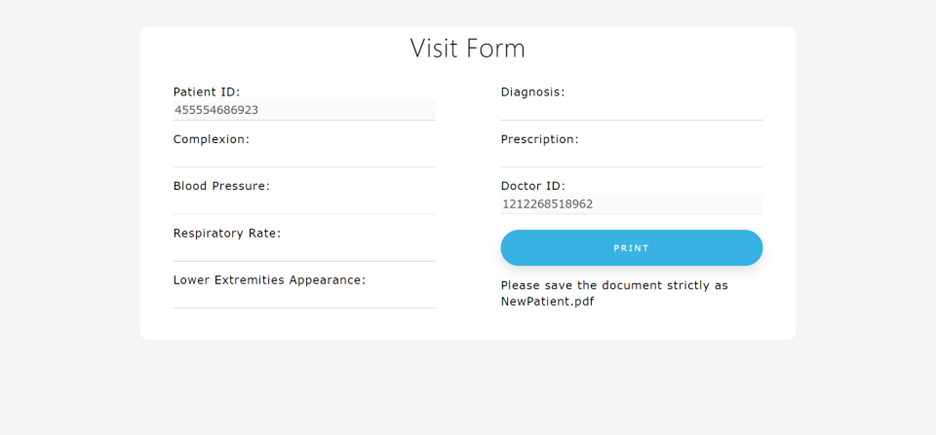 Visit Form
Patient ID:
455554686923
Complexion:
Blood Pressure:
Respiratory Rate:
Lower Extremities Appearance:
Diagnosis:
Prescription:
Doctor ID:
1212268518962
PRINT
Please save the document strictly as
NewPatient.pdf